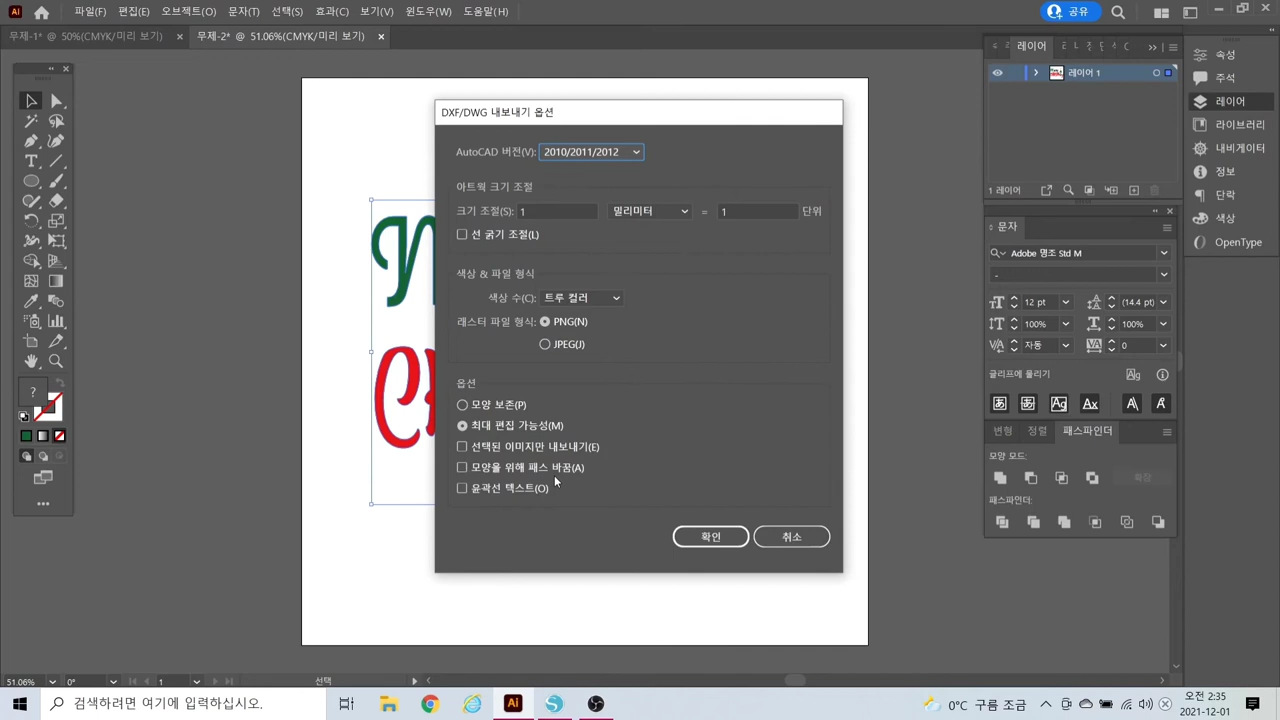 Ai 파일(F) 편집(E) 오브젝트(O) 문자(T) 선택(S) 효과(C) 보기(V) 윈도우(W) 도움말(H) 공유
무제-1* @ 50%(CMYK/미리 보기) × 무제-2* @ 51.06%(CMYK/미리 보기) ×
레이어
레이어 1
1 레이어
속성
주석
레이어
라이브러리
내비게이터
정보
단락
색상
OpenType
DXF/DWG 내보내기 옵션
AutoCAD 버전(V): 2010/2011/2012
아트웍 크기 조절
크기 조절(S): 1 밀리미터 = 1 단위
선 굵기 조절(L)
색상 & 파일 형식
색상 수(C): 트루 컬러
래스터 파일 형식: PNG(N)
JPEG(J)
옵션
모양 보존(P)
최대 편집 가능성(M)
선택된 이미지만 내보내기(E)
모양을 위해 패스 바꿈(A)
윤곽선 텍스트(O)
확인 취소
문자
Adobe 명조 Std M
-
12 pt (14.4 pt)
100% 100%
자동 0
글리프에 물리기
변형 정렬 패스파인더
모양 모드:
확장
패스파인더:
?
51.06% 0° 1 선택
검색하려면 여기에 입력하십시오.
Ai
0°C 구름 조금
오전 2:35
2021-12-01